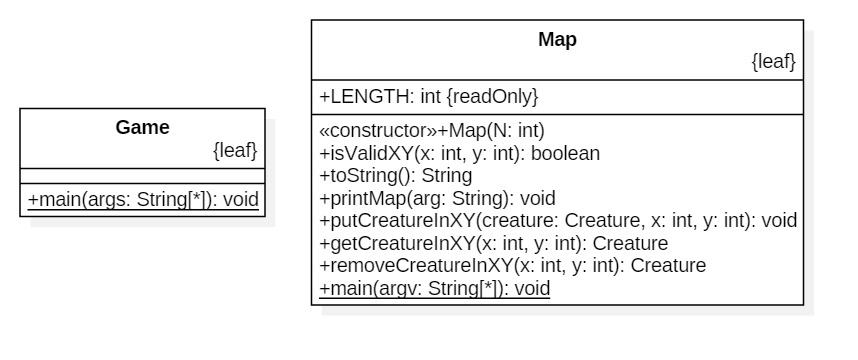 Game
{leaf}
+main(args: String[*]): void
Map
{leaf}
+LENGTH: int {readOnly}
«constructor»+Map(N: int)
+isValidXY(x: int, y: int): boolean
+toString(): String
+printMap(arg: String): void
+putCreatureInXY(creature: Creature, x: int, y: int): void
+getCreatureInXY(x: int, y: int): Creature
+removeCreatureInXY(x: int, y: int): Creature
+main(argv: String[*]): void